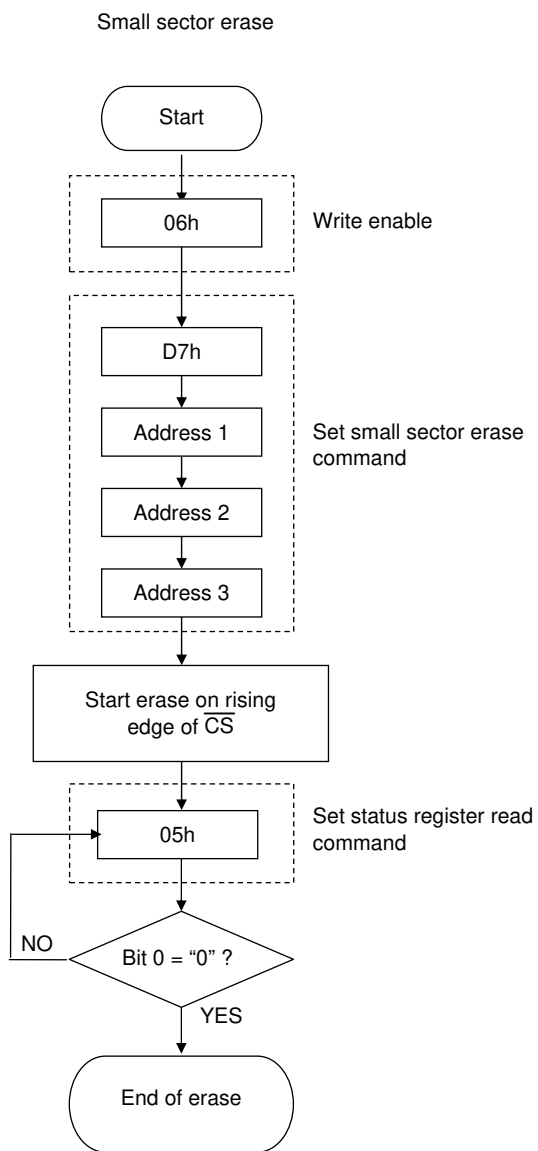 Small sector erase
Start
06h
Write enable
D7h
Address 1
Set small sector erase
command
Address 2
Address 3
Start erase on rising
edge of C̅S̅
Set status register read
command
05h
NO
Bit 0 = “0” ?
YES
End of erase